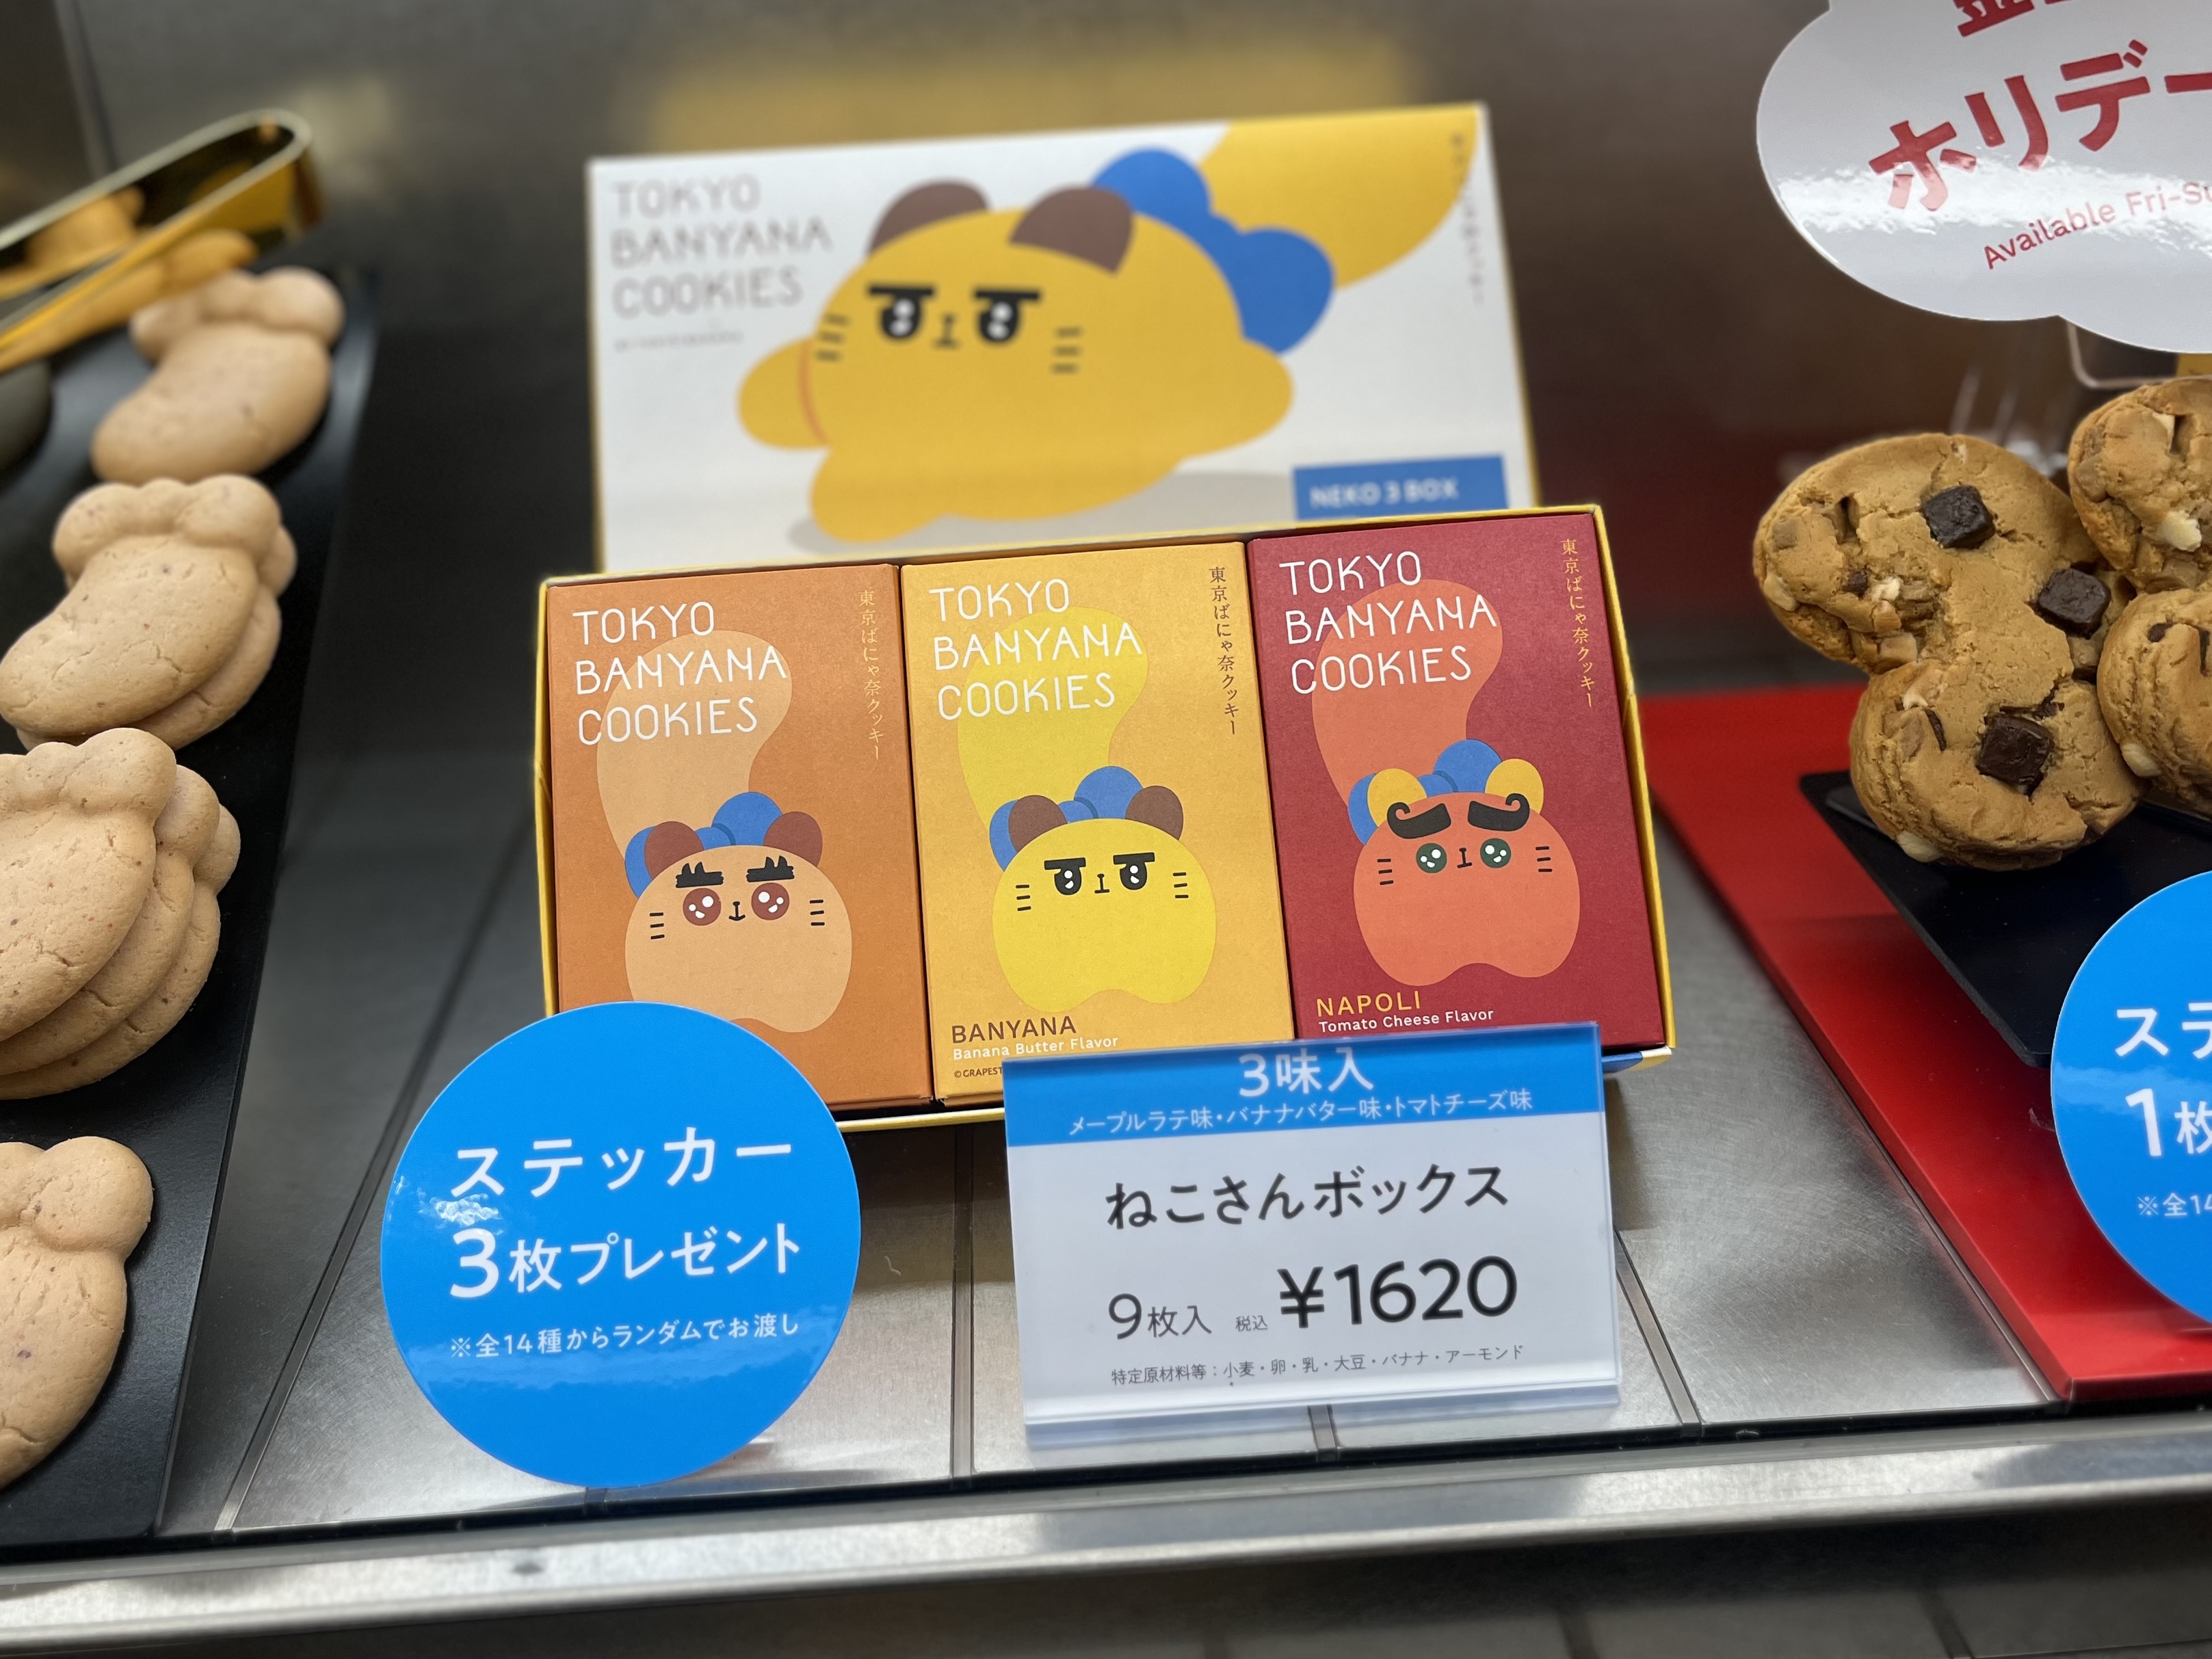 TOKYO
BANYANA
COOKIES
NEKO 3 BOX
ホリデー
Available Fri-
TOKYO
BANYANA
COOKIES
東京ばにゃ奈クッキー
TOKYO
BANYANA
COOKIES
東京ばにゃ奈クッキー
BANYANA
Banana Butter Flavor
©GRAPEST
TOKYO
BANYANA
COOKIES
東京ばにゃ奈クッキー
NAPOLI
Tomato Cheese Flavor
ステッカー
3枚プレゼント
※全14種からランダムでお渡し
3味入
メープルラテ味・バナナバター味・トマトチーズ味
ねこさんボックス
9枚入 税込 ¥1620
特定原材料等：小麦・卵・乳・大豆・バナナ・アーモンド
ステ
1枚
※全14